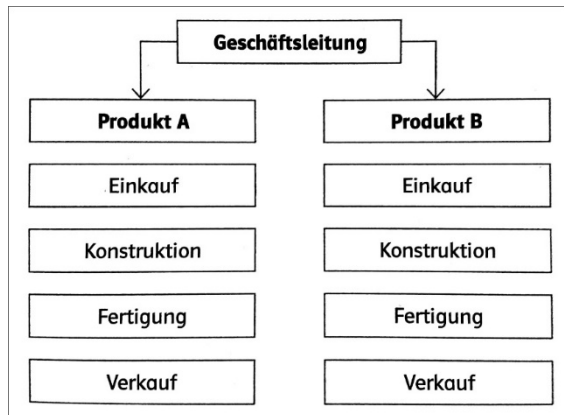 Geschäftsleitung
Produkt A
Produkt B
Einkauf
Einkauf
Konstruktion
Konstruktion
Fertigung
Fertigung
Verkauf
Verkauf